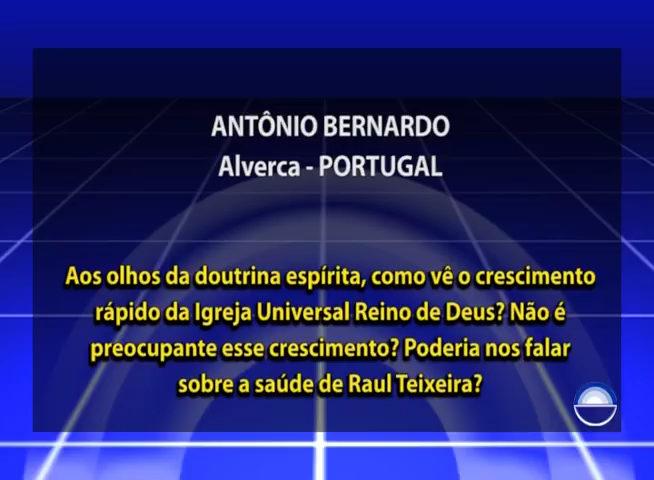 ANTÔNIO BERNARDO
Alverca - PORTUGAL
Aos olhos da doutrina espírita, como vê o crescimento
rápido da Igreja Universal Reino de Deus? Não é
preocupante esse crescimento? Poderia nos falar
sobre a saúde de Raul Teixeira?